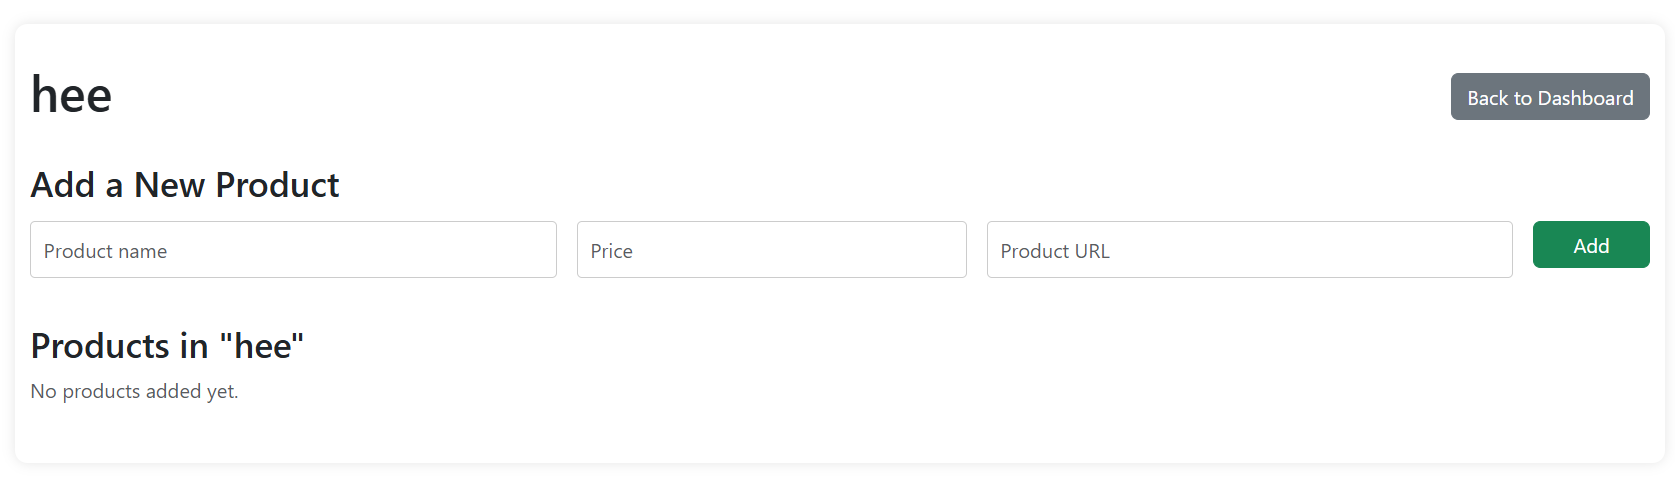 hee
Back to Dashboard
Add a New Product
Product name
Price
Product URL
Add
Products in "hee"
No products added yet.